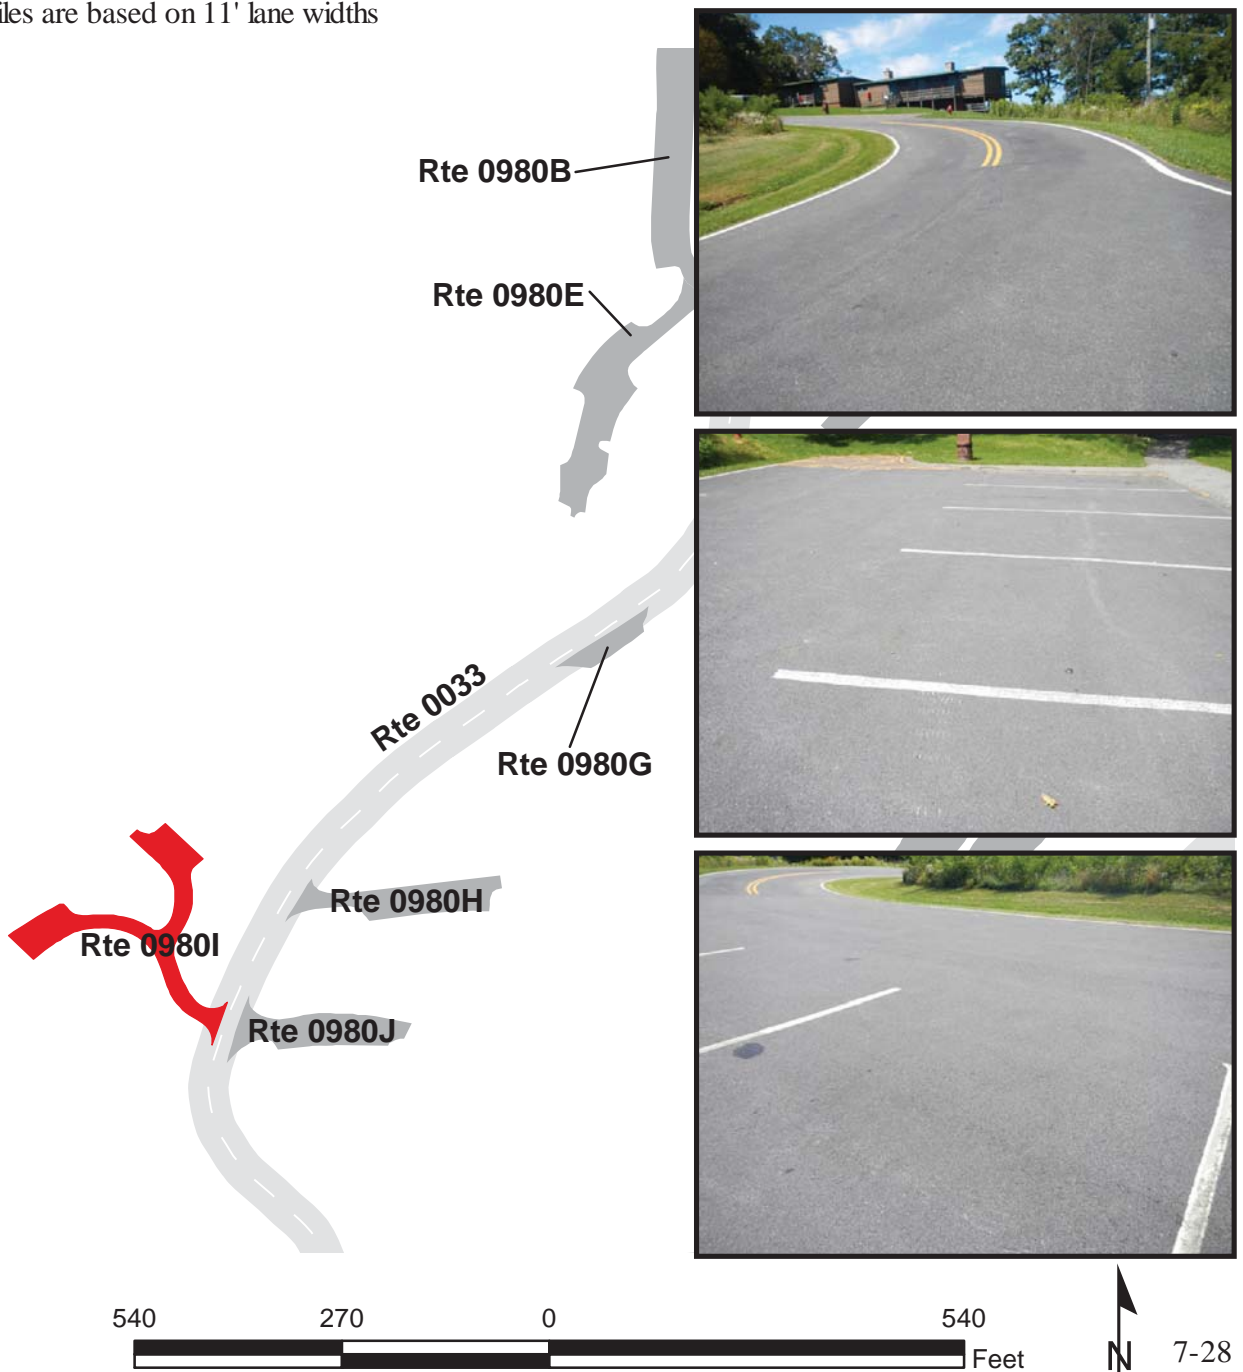 iles are based on 11' lane widths
Rte 0980B
Rte 0980E
Rte 0033
Rte 0980G
Rte 0980H
Rte 0980I
Rte 0980J
540 270 0 540
Feet
N 7-28